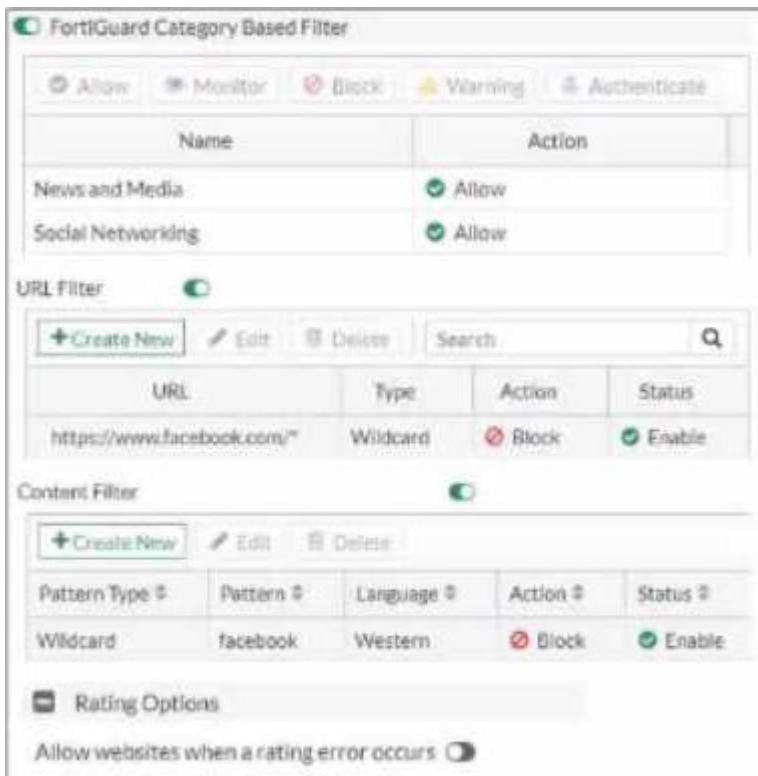 FortiGuard Category Based Filter
Allow Monitor Block Warning Authenticate
Name Action
News and Media Allow
Social Networking Allow
URL Filter
+Create New Edit Delete Search
URL Type Action Status
https://www.facebook.com/* Wildcard Block Enable
Content Filter
+Create New Edit Delete
Pattern Type Pattern Language Action Status
Wildcard facebook Western Block Enable
Rating Options
Allow websites when a rating error occurs